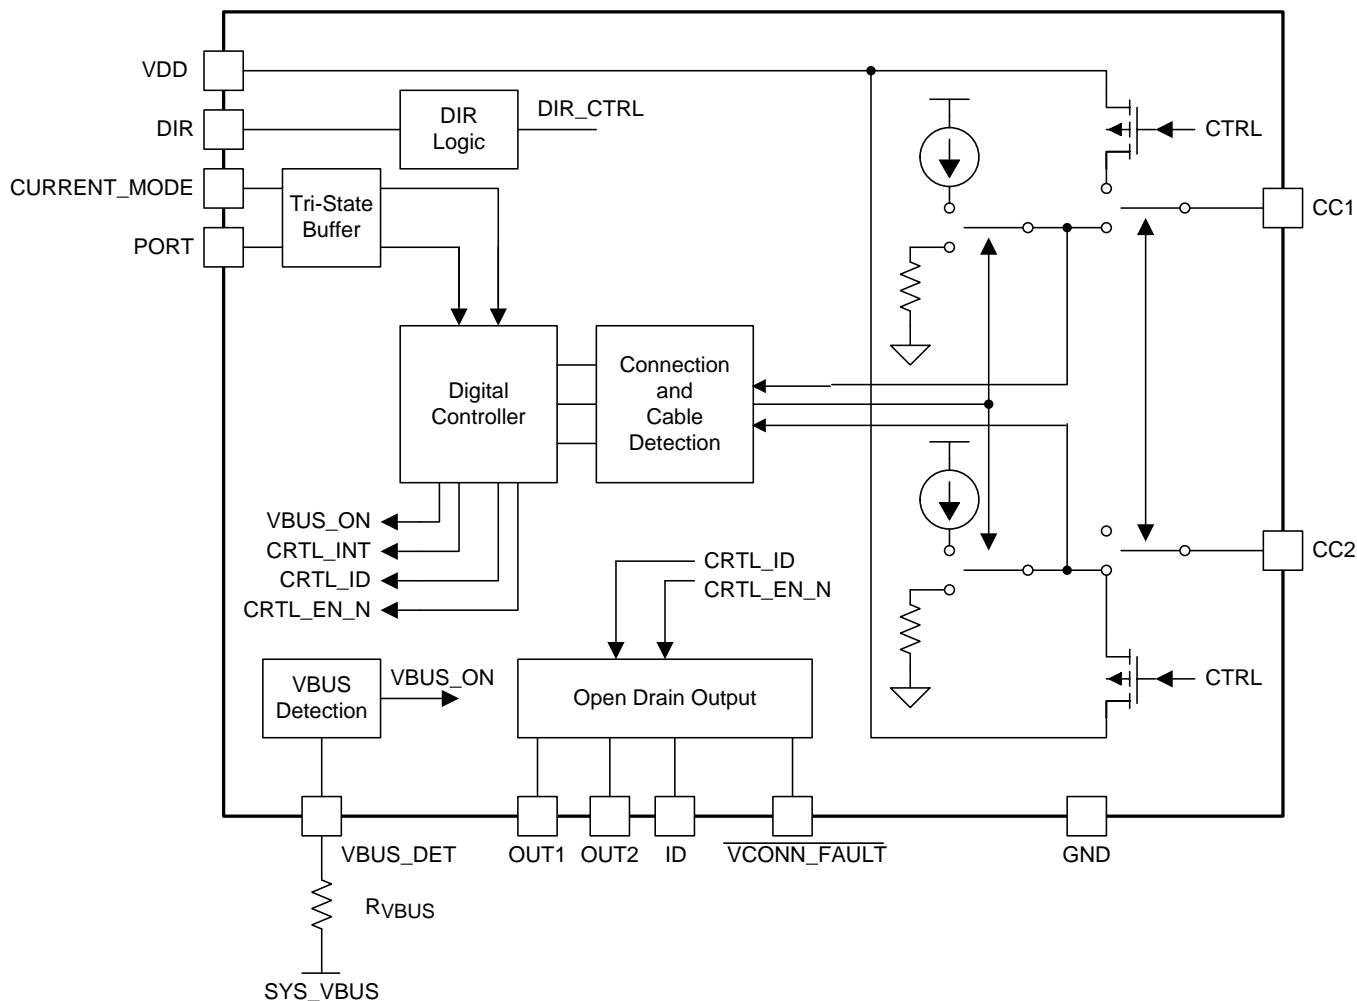 VDD
DIR
DIR
Logic
DIR_CTRL
CTRL
CURRENT_MODE
Tri-State
Buffer
CC1
PORT
Digital
Controller
Connection
and
Cable
Detection
VBUS_ON
CRTL_INT
CRTL_ID
CRTL_EN_N
CRTL_ID
CRTL_EN_N
CC2
VBUS
Detection
VBUS_ON
Open Drain Output
CTRL
VBUS_DET
OUT1
OUT2
ID
VCONN_FAULT
GND
RVBUS
SYS_VBUS